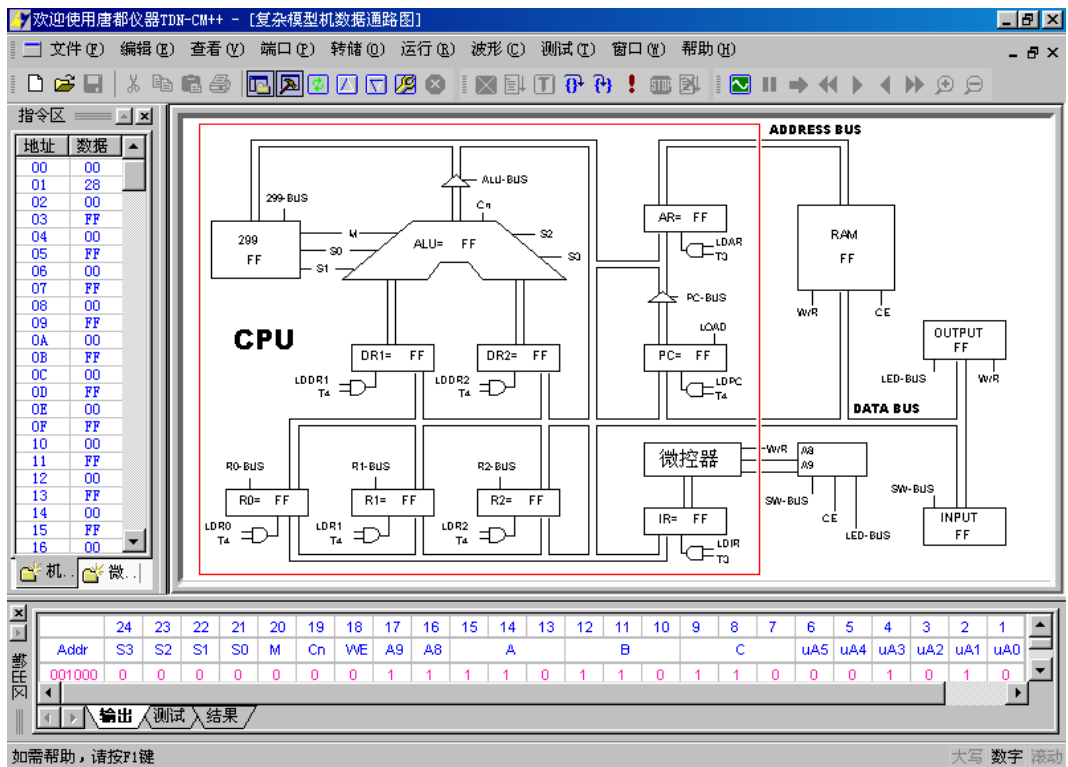 欢迎使用唐都仪器TDN-CM++ - [复杂模型机数据通路图]
文件(F) 编辑(E) 查看(V) 端口(P) 转储(D) 运行(R) 波形(C) 测试(T) 窗口(W) 帮助(H)
指令区
地址 数据
00 00
01 28
02 00
03 FF
04 00
05 FF
06 00
07 FF
08 00
09 FF
0A 00
0B FF
0C 00
0D FF
0E 00
0F FF
10 00
11 FF
12 00
13 FF
14 00
15 FF
16 00
机.. 微..
ADDRESS BUS
ALU-BUS
299-BUS
Cn
299
FF
M
S0
S1
ALU= FF
S2
S3
AR= FF
LDAR
T3
RAM
FF
W/R
CE
PC-BUS
LOAD
CPU
DR1= FF
DR2= FF
PC= FF
LDDR1
T4
LDDR2
T4
LDPC
T4
OUTPUT
FF
LED-BUS
W/R
DATA BUS
微控器
W/R
A8
A9
R0-BUS
R1-BUS
R2-BUS
R0= FF
R1= FF
R2= FF
IR= FF
LDR0
T4
LDR1
T4
LDR2
T4
LDIR
T3
SW-BUS
CE
LED-BUS
SW-BUS
INPUT
FF
24 23 22 21 20 19 18 17 16 15 14 13 12 11 10 9 8 7 6 5 4 3 2 1
Addr S3 S2 S1 S0 M Cn WE A9 A8 A B C uA5 uA4 uA3 uA2 uA1 uA0
001000 0 0 0 0 0 0 0 1 1 1 1 0 1 1 0 1 1 0 0 0 1 0 1 0
输出 测试 结果
如需帮助，请按F1键
大写 数字 滚动